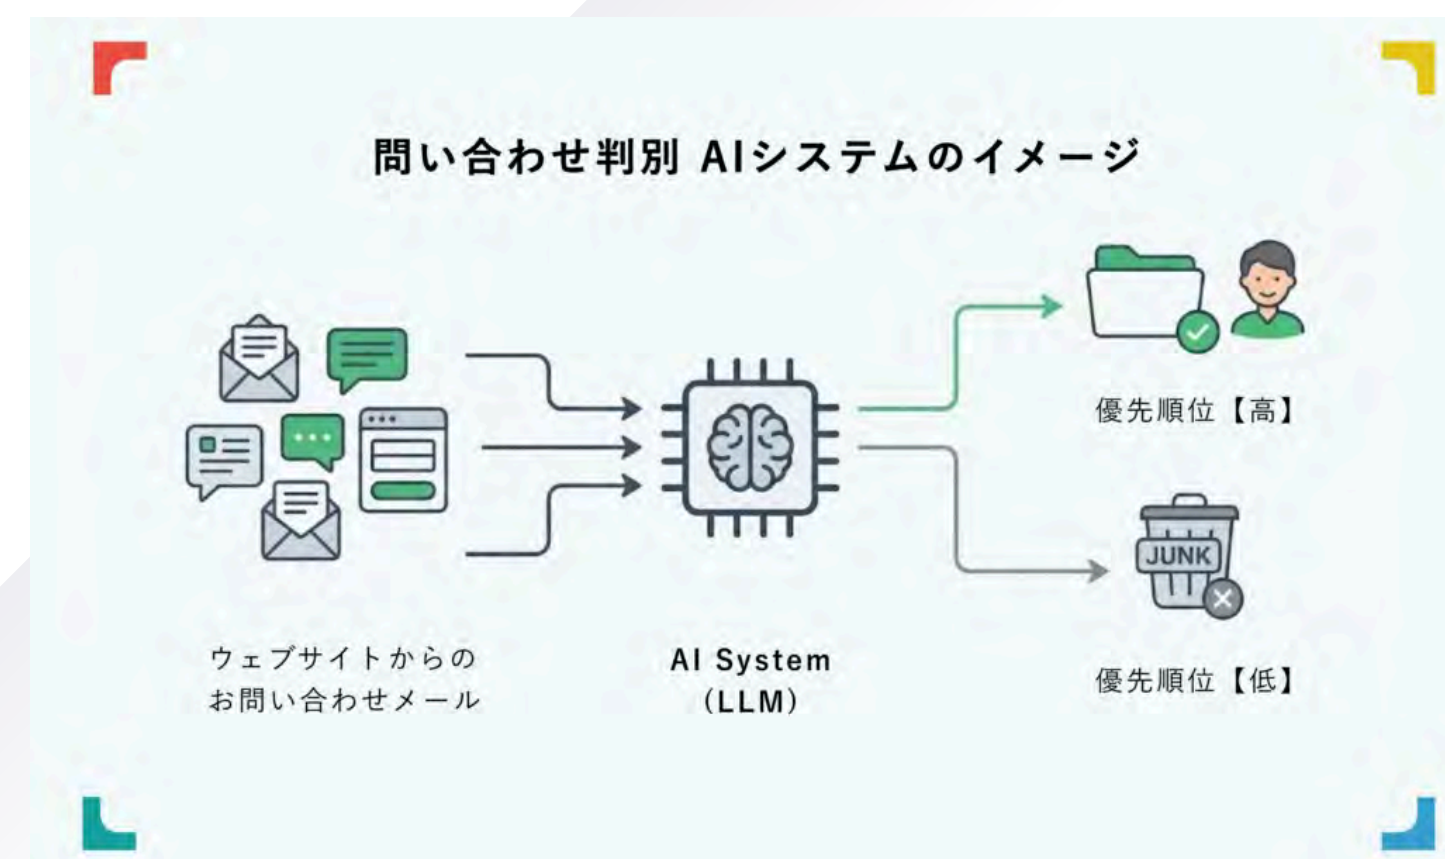 問い合わせ判別 AIシステムのイメージ
優先順位【高】
JUNK
ウェブサイトからの
お問い合わせメール
AI System
(LLM)
優先順位【低】